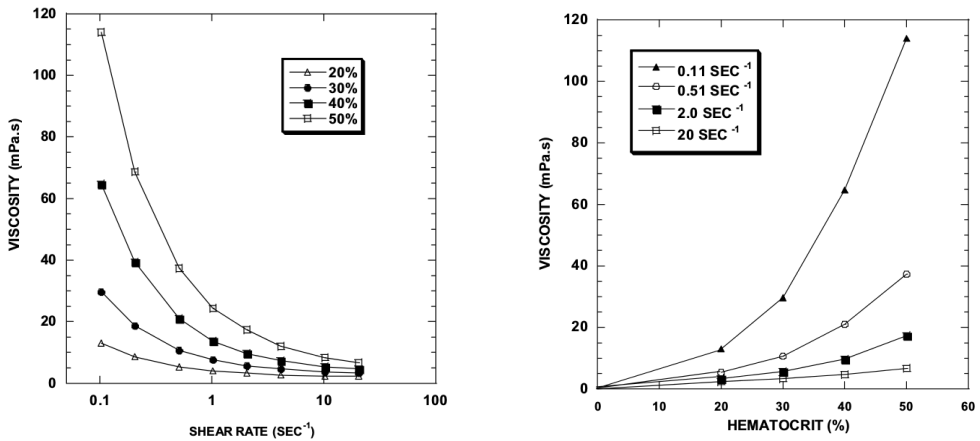 120
100
80
60
40
20
0
VISCOSITY (mPa.s)
20%
30%
40%
50%
0.1 1 10 100
SHEAR RATE (SEC⁻¹)
120
100
80
60
40
20
0
VISCOSITY (mPa.s)
0.11 SEC ⁻¹
0.51 SEC ⁻¹
2.0 SEC ⁻¹
20 SEC ⁻¹
0 10 20 30 40 50 60
HEMATOCRIT (%)